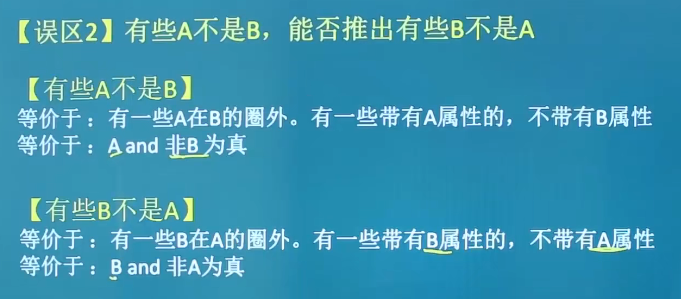 【误区2】有些A不是B，能否推出有些B不是A
【有些A不是B】
等价于：有一些A在B的圈外。有一些带有A属性的，不带有B属性
等价于：A and 非B 为真
【有些B不是A】
等价于：有一些B在A的圈外。有一些带有B属性的，不带有A属性
等价于：B and 非A为真